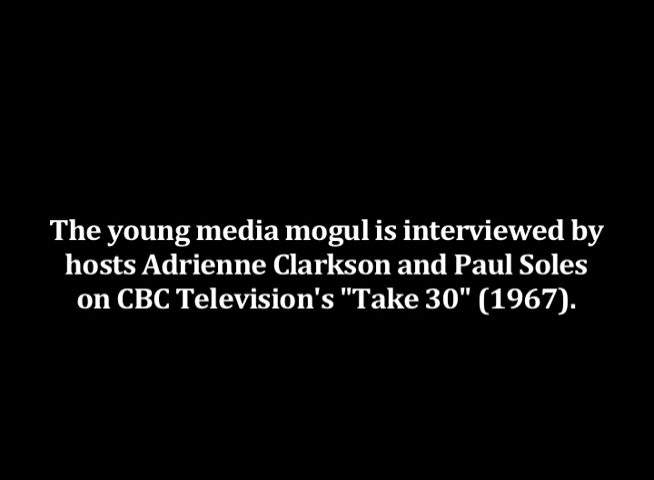 The young media mogul is interviewed by
hosts Adrienne Clarkson and Paul Soles
on CBC Television's "Take 30" (1967).